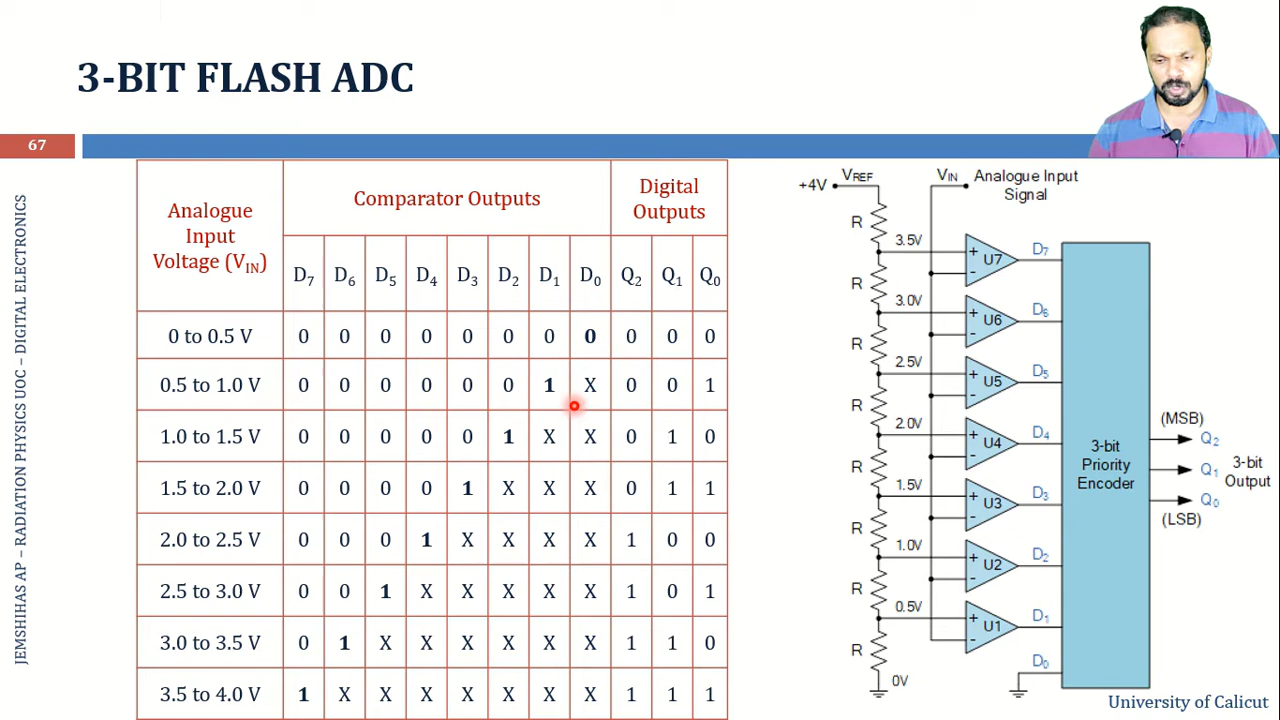 3-BIT FLASH ADC
67
JEMSHIHAS AP – RADIATION PHYSICS UOC – DIGITAL ELECTRONICS
Analogue Input Voltage (VIN) Comparator Outputs Digital Outputs
D7 D6 D5 D4 D3 D2 D1 D0 Q2 Q1 Q0
0 to 0.5 V 0 0 0 0 0 0 0 0 0 0 0
0.5 to 1.0 V 0 0 0 0 0 0 1 X 0 0 1
1.0 to 1.5 V 0 0 0 0 0 1 X X 0 1 0
1.5 to 2.0 V 0 0 0 0 1 X X X 0 1 1
2.0 to 2.5 V 0 0 0 1 X X X X 1 0 0
2.5 to 3.0 V 0 0 1 X X X X X 1 0 1
3.0 to 3.5 V 0 1 X X X X X X 1 1 0
3.5 to 4.0 V 1 X X X X X X X 1 1 1
+4V VREF VIN Analogue Input
Signal
R
3.5V + - U7 D7
R
3.0V + - U6 D6
R
2.5V + - U5 D5
R
2.0V + - U4 D4
R
1.5V + - U3 D3
R
1.0V + - U2 D2
R
0.5V + - U1 D1
R
0V D0
3-bit
Priority
Encoder
(MSB)
Q2
Q1
Q0
(LSB)
3-bit
Output
University of Calicut